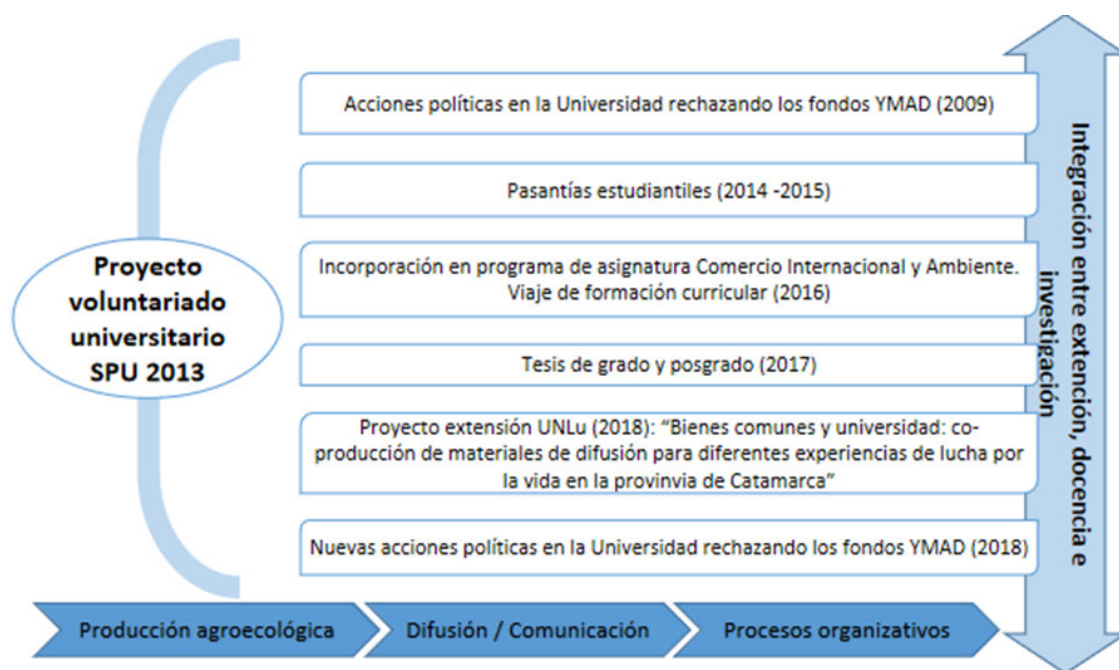 Proyecto
voluntariado
universitario
SPU 2013
Acciones políticas en la Universidad rechazando los fondos YMAD (2009)
Pasantías estudiantiles (2014 -2015)
Incorporación en programa de asignatura Comercio Internacional y Ambiente.
Viaje de formación curricular (2016)
Tesis de grado y posgrado (2017)
Proyecto extensión UNLu (2018): “Bienes comunes y universidad: co-
producción de materiales de difusión para diferentes experiencias de lucha por
la vida en la provinvia de Catamarca”
Nuevas acciones políticas en la Universidad rechazando los fondos YMAD (2018)
Integración entre extención, docencia e
investigación
Producción agroecológica
Difusión / Comunicación
Procesos organizativos